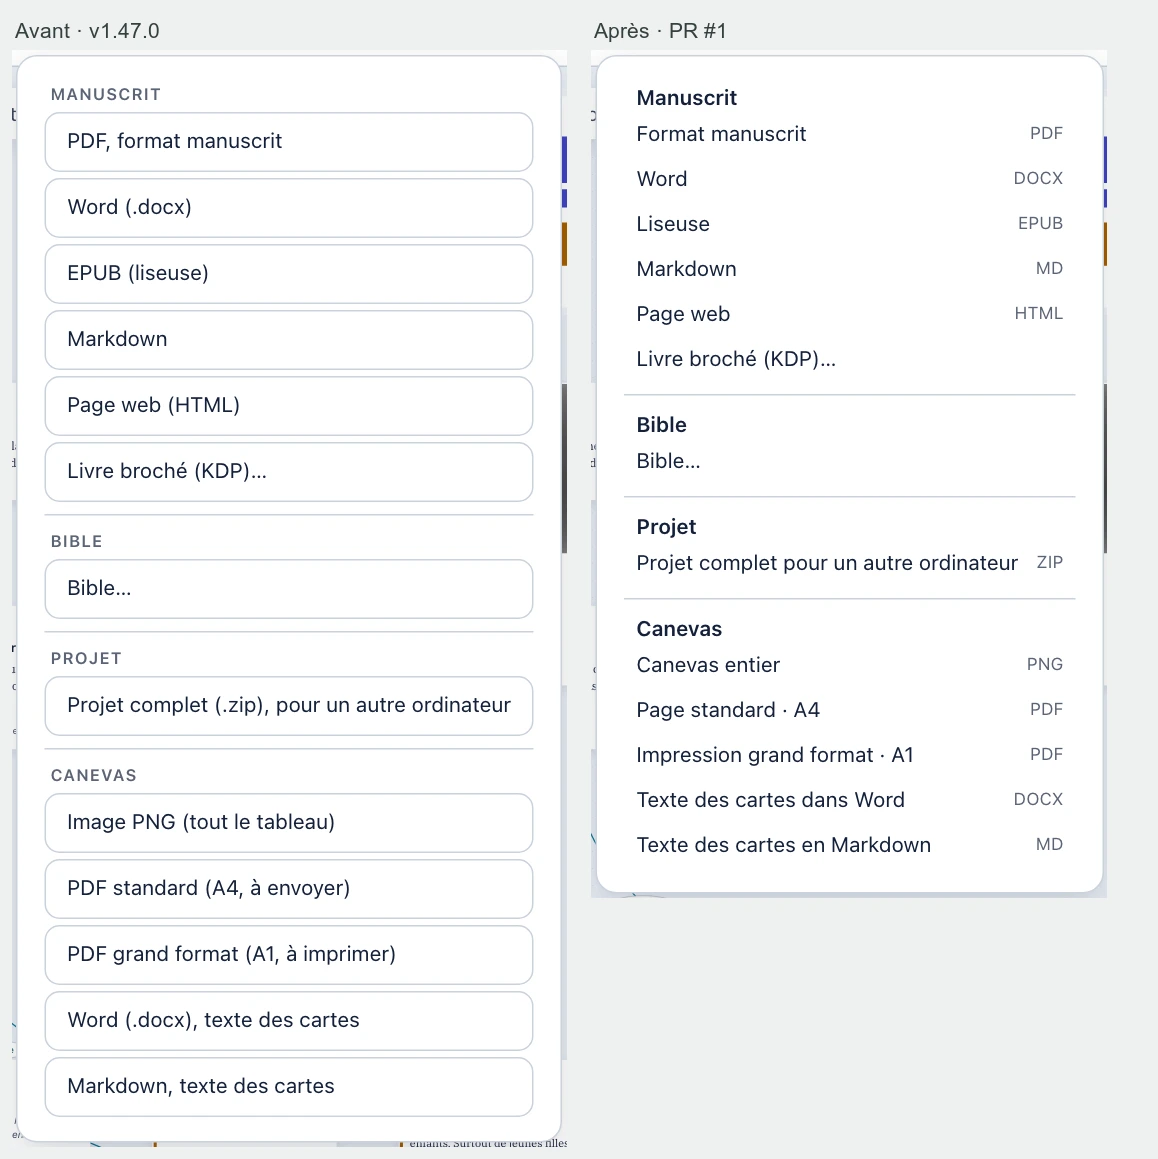 Avant · v1.47.0
MANUSCRIT
PDF, format manuscrit
Word (.docx)
EPUB (liseuse)
Markdown
Page web (HTML)
Livre broché (KDP)...
BIBLE
Bible...
PROJET
Projet complet (.zip), pour un autre ordinateur
CANEVAS
Image PNG (tout le tableau)
PDF standard (A4, à envoyer)
PDF grand format (A1, à imprimer)
Word (.docx), texte des cartes
Markdown, texte des cartes
enfants. Surtout de jeunes filles
Après · PR #1
Manuscrit
Format manuscrit PDF
Word DOCX
Liseuse EPUB
Markdown MD
Page web HTML
Livre broché (KDP)...
Bible
Bible...
Projet
Projet complet pour un autre ordinateur ZIP
Canevas
Canevas entier PNG
Page standard · A4 PDF
Impression grand format · A1 PDF
Texte des cartes dans Word DOCX
Texte des cartes en Markdown MD